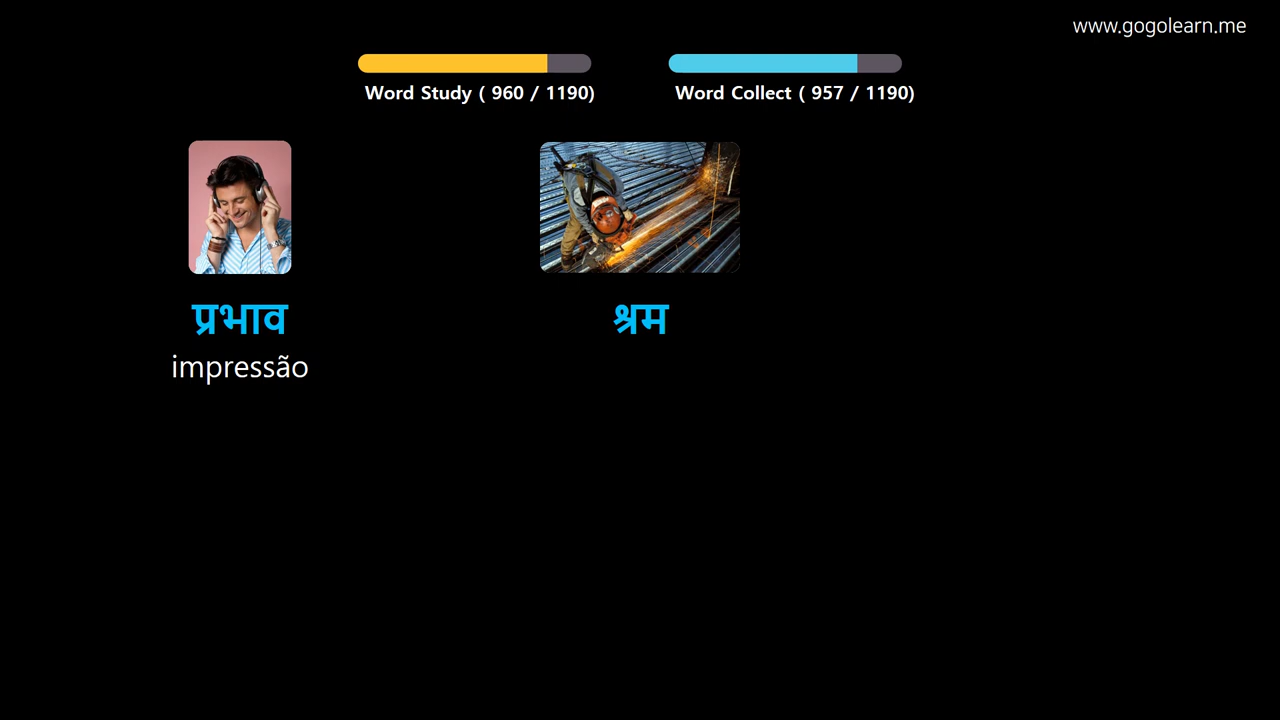 www.gogolearn.me
Word Study ( 960 / 1190)
Word Collect ( 957 / 1190)
प्रभाव
impressão
श्रम